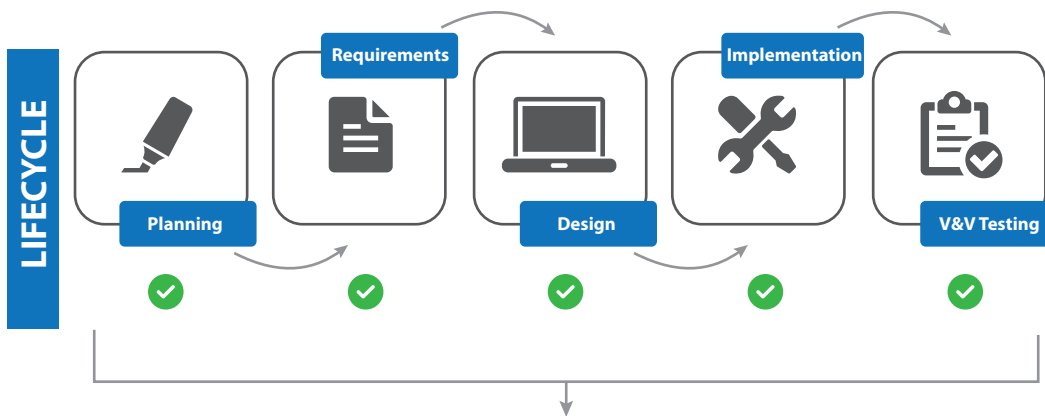 LIFECYCLE
Planning
Requirements
Design
Implementation
V&V Testing